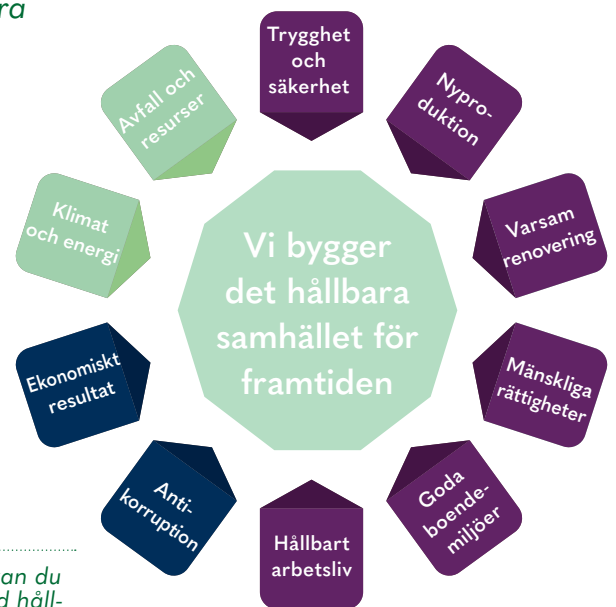 ra
Trygghet
och
säkerhet
Nypro-
duktion
Varsam
renovering
Mänskliga
rättigheter
Goda
boende-
miljöer
Hållbart
arbetsliv
Anti-
korruption
Ekonomiskt
resultat
Klimat
och energi
Avfall och
resurser
Vi bygger
det hållbara
samhället för
framtiden
an du
d håll-